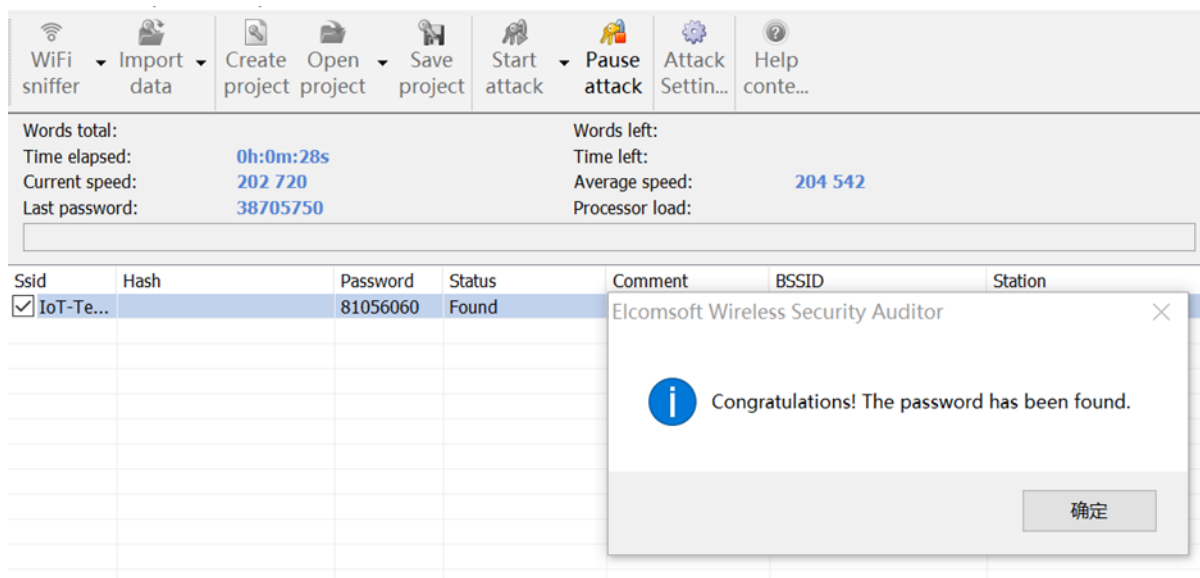 WiFi sniffer Import data Create project Open project Save project Start attack Pause attack Attack Settin... Help conte...
Words total: Words left:
Time elapsed: 0h:0m:28s Time left:
Current speed: 202 720 Average speed: 204 542
Last password: 38705750 Processor load:
Ssid Hash Password Status Comment BSSID Station
IoT-Te... 81056060 Found
Elcomsoft Wireless Security Auditor
Congratulations! The password has been found.
确定